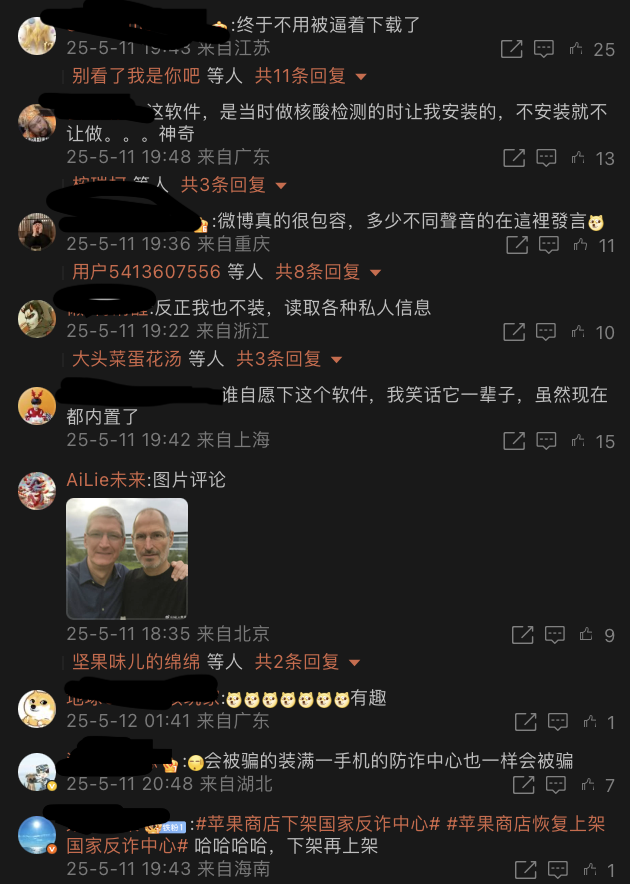 :终于不用被逼着下载了
25-5-11 19:43 来自江苏
25
别看了我是你吧 等人 共11条回复
这软件，是当时做核酸检测的时让我安装的，不安装就不
让做。。。神奇
25-5-11 19:48 来自广东
13
等人 共3条回复
:微博真的很包容，多少不同聲音的在這裡發言
25-5-11 19:36 来自重庆
11
用户5413607556 等人 共8条回复
:反正我也不装，读取各种私人信息
25-5-11 19:22 来自浙江
10
大头菜蛋花汤 等人 共3条回复
谁自愿下这个软件，我笑话它一辈子，虽然现在
都内置了
25-5-11 19:42 来自上海
15
AiLie未来:图片评论
25-5-11 18:35 来自北京
9
坚果味儿的绵绵 等人 共2条回复
:有趣
25-5-12 01:41 来自广东
1
:会被骗的装满一手机的防诈中心也一样会被骗
25-5-11 20:48 来自湖北
7
铁粉1 :#苹果商店下架国家反诈中心# #苹果商店恢复上架
国家反诈中心# 哈哈哈哈，下架再上架
25-5-11 19:43 来自海南
1